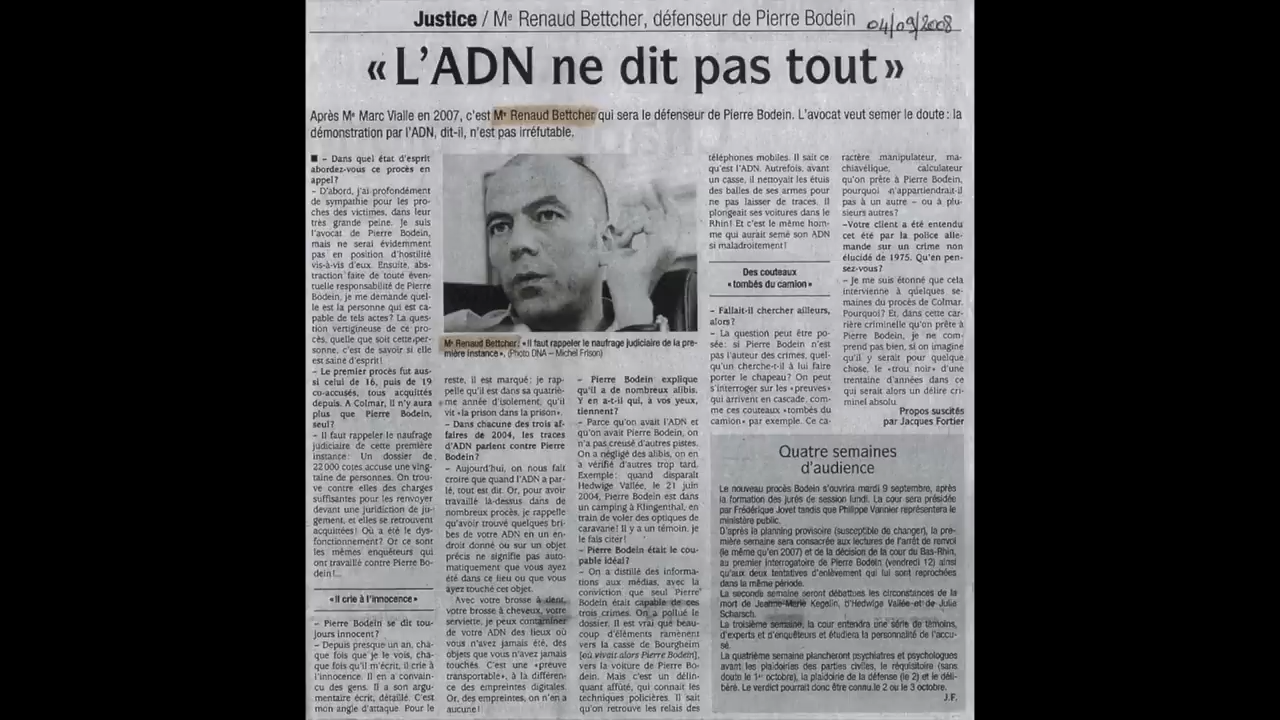 Justice / Me Renaud Bettcher, défenseur de Pierre Bodein
04/09/2008
« L'ADN ne dit pas tout »
Après Me Marc Vialle en 2007, c'est Me Renaud Bettcher qui sera le défenseur de Pierre Bodein. L'avocat veut semer le doute : la
démonstration par l'ADN, dit-il, n'est pas irréfutable.
■ – Dans quel état d'esprit
abordez-vous ce procès en
appel?
– D'abord, j'ai profondément
de sympathie pour les pro-
ches des victimes, dans leur
très grande peine. Je suis
l'avocat de Pierre Bodein,
mais ne serai évidemment
pas en position d'hostilité
vis-à-vis d'eux. Ensuite, abs-
traction faite de toute éven-
tuelle responsabilité de Pierre
Bodein, je me demande quel-
le est la personne qui est ca-
pable de tels actes? La ques-
tion vertigineuse de ce pro-
cès, quelle que soit cette per-
sonne, c'est de savoir si elle
est saine d'esprit!
– Le premier procès fut aus-
si celui de 16, puis de 19
co-accusés, tous acquittés
depuis. A Colmar, il n'y aura
plus que Pierre Bodein,
seul?
– Il faut rappeler le naufrage
judiciaire de cette première
instance: Un dossier de
22 000 cotes accuse une ving-
taine de personnes. On trou-
ve contre elles des charges
suffisantes pour les renvoyer
devant une juridiction de ju-
gement, et elles se retrouvent
acquittées! Où a été le dys-
fonctionnement? Or ce sont
les mêmes enquêteurs qui
ont travaillé contre Pierre Bo-
dein!...
« Il crie à l'innocence »
– Pierre Bodein se dit tou-
jours innocent?
– Depuis presque un an, cha-
que fois que je le vois, cha-
que fois qu'il m'écrit, il crie à
l'innocence. Il en a convain-
cu des gens. Il a son argu-
mentaire écrit, détaillé. C'est
mon angle d'attaque. Pour le
Me Renaud Bettcher: « Il faut rappeler le naufrage judiciaire de la pre-
mière instance ». (Photo DNA – Michel Frison)
reste, il est marqué: je rap-
pelle qu'il est dans sa quatriè-
me année d'isolement, qu'il
vit « la prison dans la prison ».
– Dans chacune des trois af-
faires de 2004, les traces
d'ADN parlent contre Pierre
Bodein?
– Aujourd'hui, on nous fait
croire que quand l'ADN a par-
lé, tout est dit. Or, pour avoir
travaillé là-dessus dans de
nombreux procès, je rappelle
qu'avoir trouvé quelques bri-
bes de votre ADN en un en-
droit donné ou sur un objet
précis ne signifie pas auto-
matiquement que vous ayez
été dans ce lieu ou que vous
ayez touché cet objet.
Avec votre brosse à dent,
votre brosse à cheveux, votre
serviette, je peux contaminer
de votre ADN des lieux où
vous n'avez jamais été, des
objets que vous n'avez jamais
touchés. C'est une « preuve
transportable », à la différen-
ce des empreintes digitales.
Or, des empreintes, on n'en a
aucune!
– Pierre Bodein explique
qu'il a de nombreux alibis.
Y en a-t-il qui, à vos yeux,
tiennent?
– Parce qu'on avait l'ADN et
qu'on avait Pierre Bodein, on
n'a pas creusé d'autres pistes.
On a négligé des alibis, on en
a vérifié d'autres trop tard.
Exemple: quand disparaît
Hedwige Vallée, le 21 juin
2004, Pierre Bodein est dans
un camping à Klingenthal, en
train de voler des optiques de
caravane! Il y a un témoin, je
le fais citer!
– Pierre Bodein était le cou-
pable idéal?
– On a distillé des informa-
tions aux médias, avec la
conviction que seul Pierre
Bodein était capable de ces
trois crimes. On a pollué le
dossier. Il est vrai que beau-
coup d'éléments ramènent
vers la casse de Bourgheim
[où vivait alors Pierre Bodein],
vers la voiture de Pierre Bo-
dein. Mais c'est un délin-
quant affûté, qui connaît les
techniques policières. Il sait
qu'on retrouve les relais des
téléphones mobiles. Il sait ce
qu'est l'ADN. Autrefois, avant
un casse, il nettoyait les étuis
des balles de ses armes pour
ne pas laisser de traces. Il
plongeait ses voitures dans le
Rhin! Et c'est le même hom-
me qui aurait semé son ADN
si maladroitement!
Des couteaux
« tombés du camion »
– Fallait-il chercher ailleurs,
alors?
– La question peut être po-
sée: si Pierre Bodein n'est
pas l'auteur des crimes, quel-
qu'un cherche-t-il à lui faire
porter le chapeau? On peut
s'interroger sur les « preuves »
qui arrivent en cascade, com-
me ces couteaux « tombés du
camion » par exemple. Ce ca-
ractère manipulateur, ma-
chiavélique, calculateur
qu'on prête à Pierre Bodein,
pourquoi n'appartiendrait-il
pas à un autre – ou à plu-
sieurs autres?
–Votre client a été entendu
cet été par la police alle-
mande sur un crime non
élucidé de 1975. Qu'en pen-
sez-vous?
– Je me suis étonné que cela
intervienne à quelques se-
maines du procès de Colmar.
Pourquoi? Et, dans cette car-
rière criminelle qu'on prête à
Pierre Bodein, je ne com-
prend pas bien, si on imagine
qu'il y serait pour quelque
chose, le « trou noir » d'une
trentaine d'années dans ce
qui serait alors un délire cri-
minel absolu.
Propos suscités
par Jacques Fortier
Quatre semaines
d'audience
Le nouveau procès Bodein s'ouvrira mardi 9 septembre, après
la formation des jurés de session lundi. La cour sera présidée
par Frédérique Jovet tandis que Philippe Vannier représentera le
ministère public.
D'après le planning provisoire (susceptible de changer), la pre-
mière semaine sera consacrée aux lectures de l'arrêt de renvoi
(le même qu'en 2007) et de la décision de la cour du Bas-Rhin,
au premier interrogatoire de Pierre Bodein (vendredi 12) ainsi
qu'aux deux tentatives d'enlèvement qui lui sont reprochées
dans la même période.
La seconde semaine seront débattues les circonstances de la
mort de Jeanne-Marie Kegelin, d'Hedwige Vallée et de Julie
Scharsch.
La troisième semaine, la cour entendra une série de témoins,
d'experts et d'enquêteurs et étudiera la personnalité de l'accu-
sé.
La quatrième semaine plancheront psychiatres et psychologues
avant les plaidoiries des parties civiles, le réquisitoire (sans
doute le 1er octobre), la plaidoirie de la défense (le 2) et le déli-
béré. Le verdict pourrait donc être connu le 2 ou le 3 octobre.
J.F.